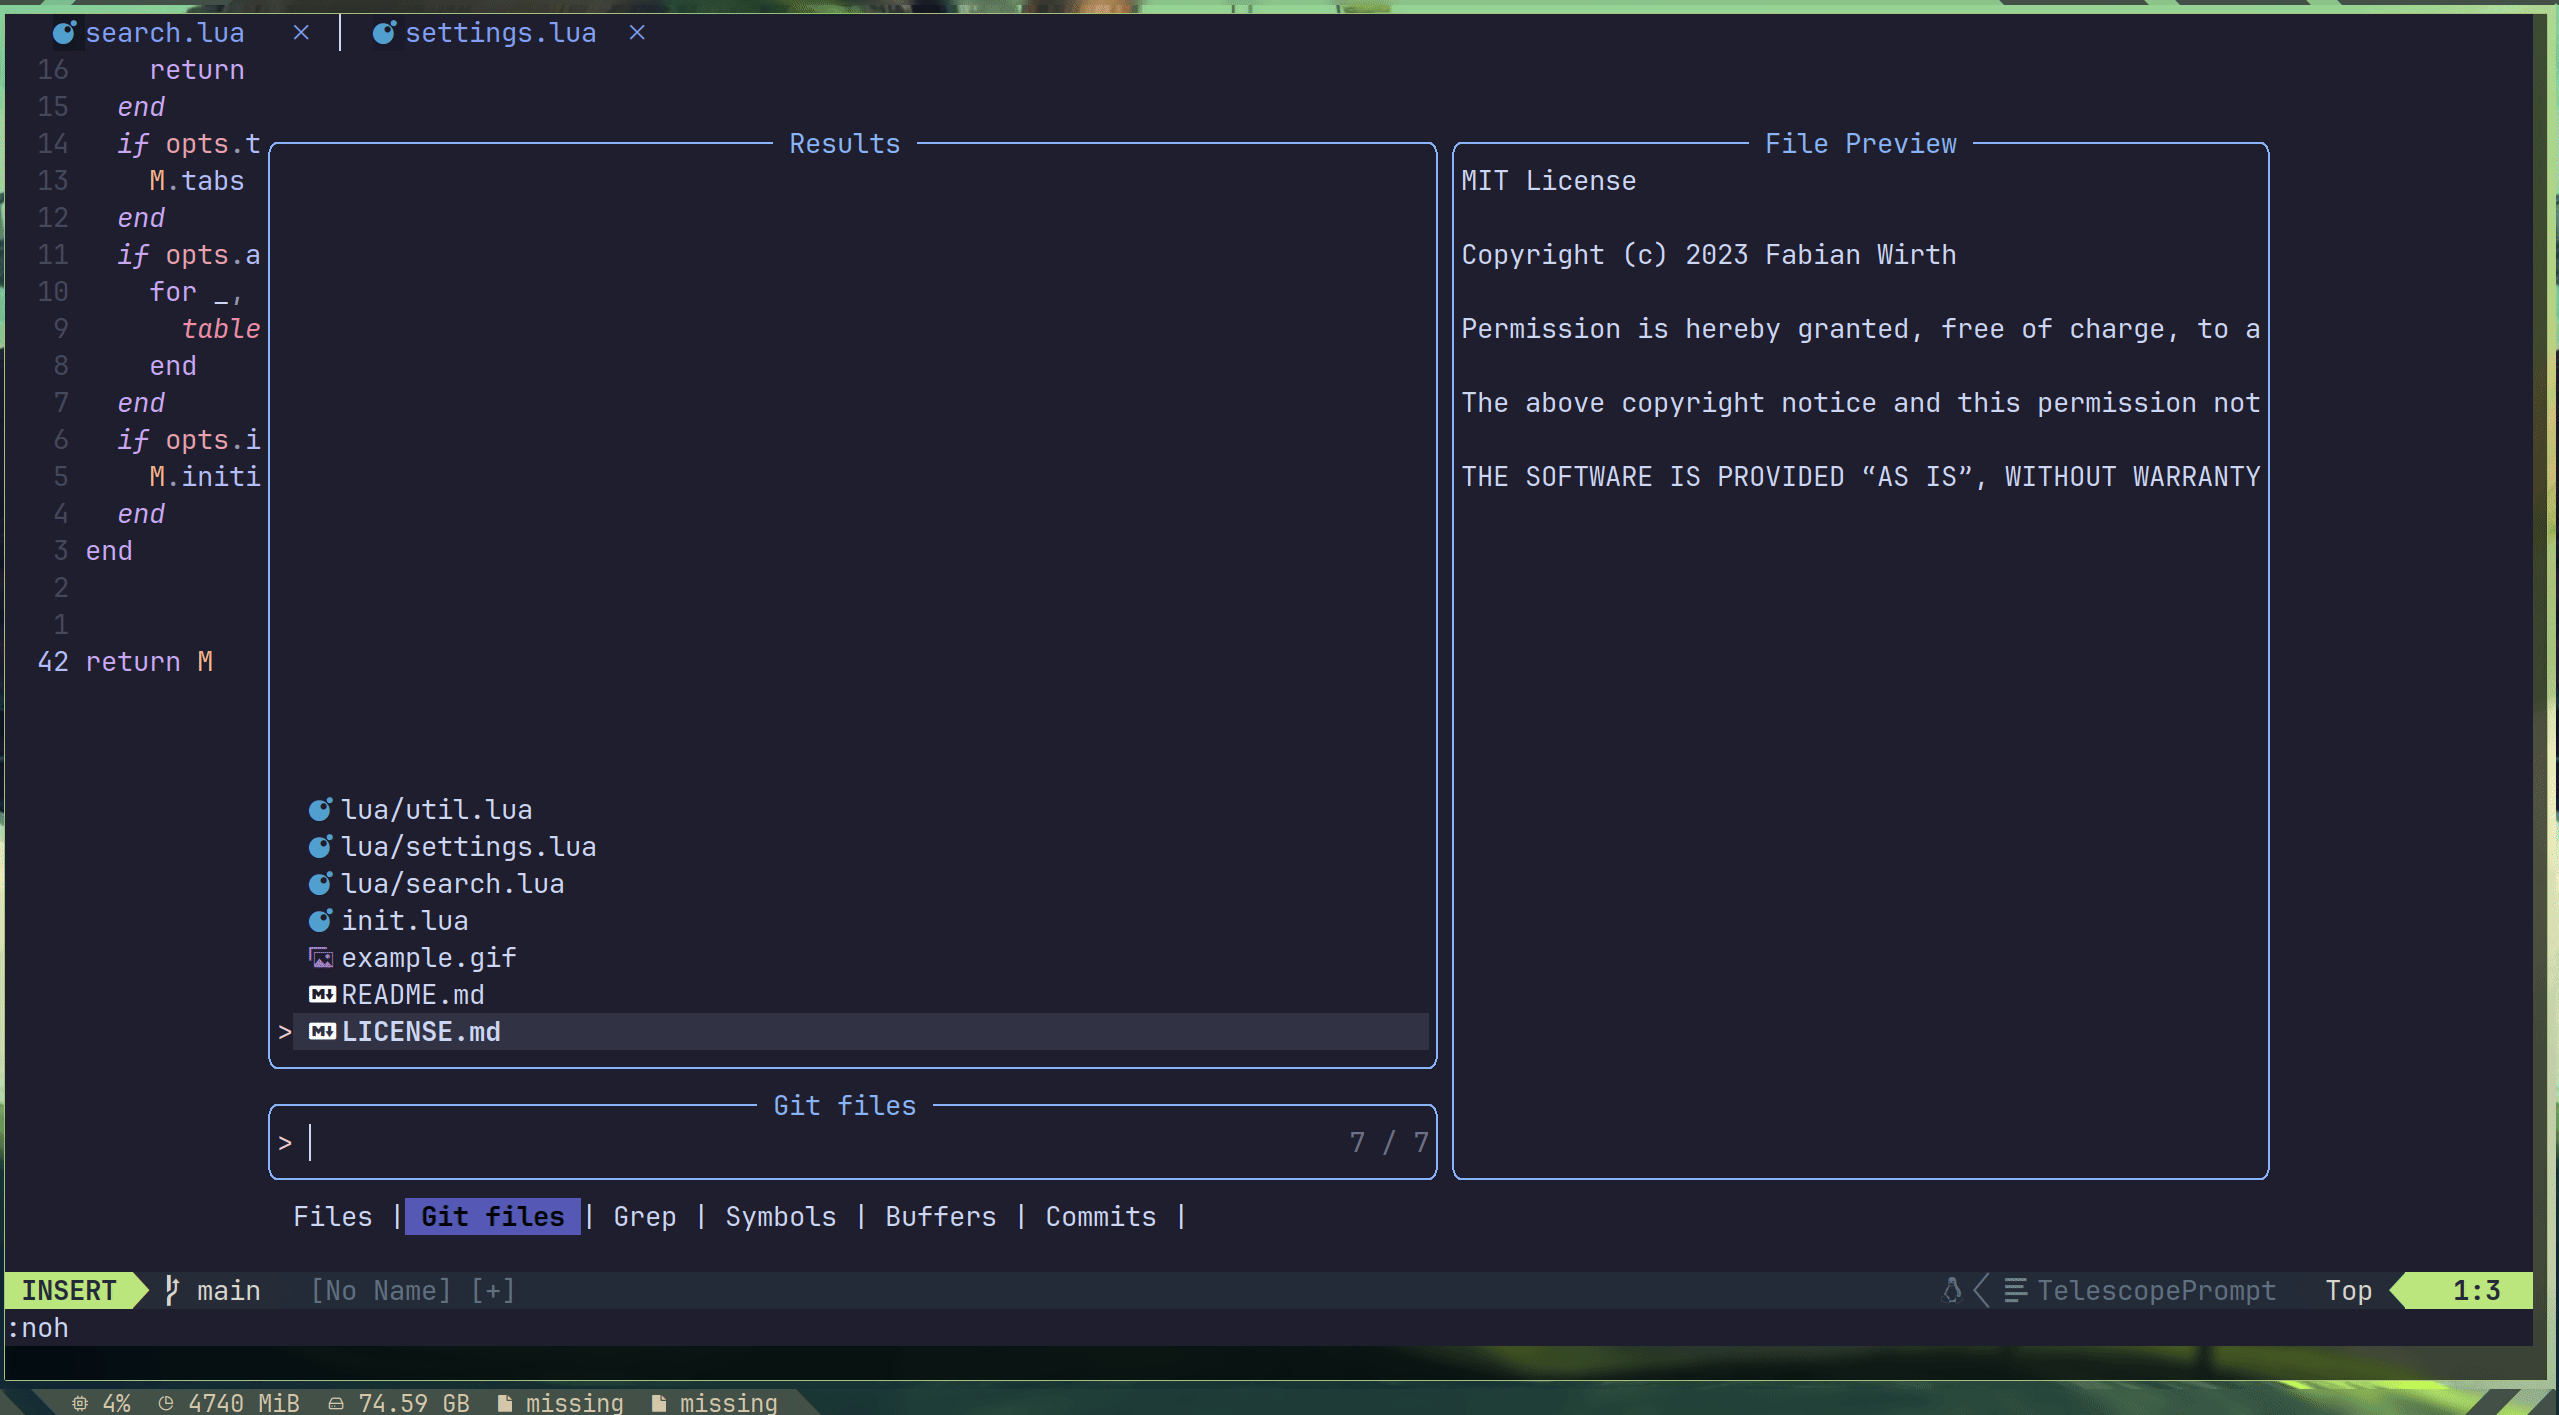 search.lua × settings.lua ×
16 return
15 end
14 if opts.t
13 M.tabs
12 end
11 if opts.a
10 for _,
9 table
8 end
7 end
6 if opts.i
5 M.initi
4 end
3 end
2
1
42 return M
Results
lua/util.lua
lua/settings.lua
lua/search.lua
init.lua
example.gif
README.md
> LICENSE.md
Git files
> 7 / 7
File Preview
MIT License
Copyright (c) 2023 Fabian Wirth
Permission is hereby granted, free of charge, to a
The above copyright notice and this permission not
THE SOFTWARE IS PROVIDED “AS IS”, WITHOUT WARRANTY
Files | Git files | Grep | Symbols | Buffers | Commits |
INSERT main [No Name] [+] TelescopePrompt Top 1:3
:noh
4% 4740 MiB 74.59 GB missing missing